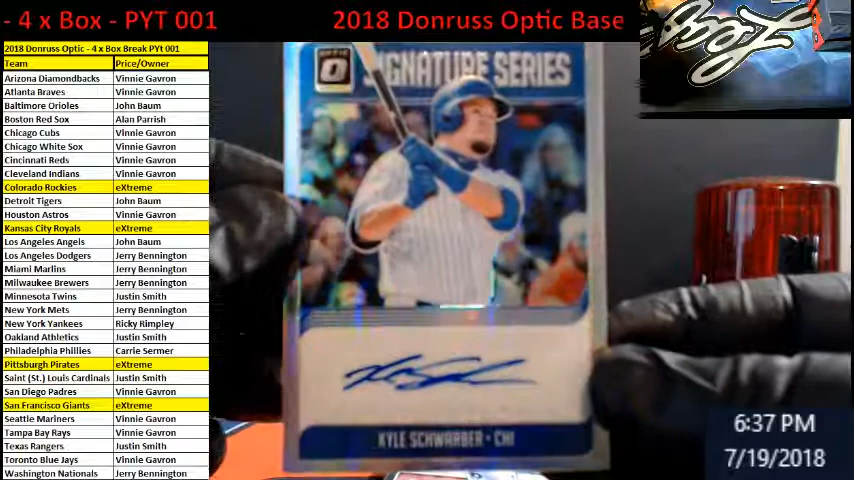 - 4 x Box - PYT 001
2018 Donruss Optic Base
2018 Donruss Optic - 4 x Box Break PYt 001
Team Price/Owner
Arizona Diamondbacks Vinnie Gavron
Atlanta Braves Vinnie Gavron
Baltimore Orioles John Baum
Boston Red Sox Alan Parrish
Chicago Cubs Vinnie Gavron
Chicago White Sox Vinnie Gavron
Cincinnati Reds Vinnie Gavron
Cleveland Indians Vinnie Gavron
Colorado Rockies eXtreme
Detroit Tigers John Baum
Houston Astros Vinnie Gavron
Kansas City Royals eXtreme
Los Angeles Angels John Baum
Los Angeles Dodgers Jerry Bennington
Miami Marlins Jerry Bennington
Milwaukee Brewers Jerry Bennington
Minnesota Twins Justin Smith
New York Mets Jerry Bennington
New York Yankees Ricky Rimpley
Oakland Athletics Justin Smith
Philadelphia Phillies Carrie Sermer
Pittsburgh Pirates eXtreme
Saint (St.) Louis Cardinals Justin Smith
San Diego Padres Vinnie Gavron
San Francisco Giants eXtreme
Seattle Mariners Vinnie Gavron
Tampa Bay Rays Vinnie Gavron
Texas Rangers Justin Smith
Toronto Blue Jays Vinnie Gavron
Washington Nationals Jerry Bennington
OPTIC
SIGNATURE SERIES
KYLE SCHWARBER • CHI
6:37 PM
7/19/2018